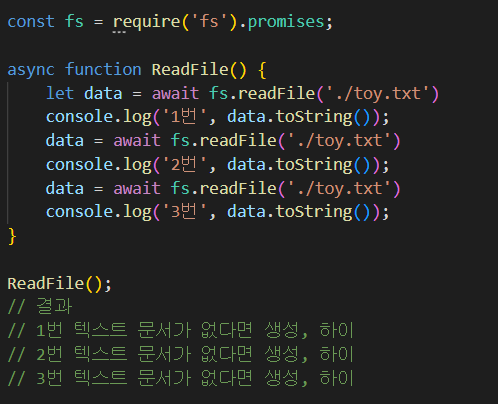 const fs = require('fs').promises;
async function ReadFile() {
let data = await fs.readFile('./toy.txt')
console.log('1번', data.toString());
data = await fs.readFile('./toy.txt')
console.log('2번', data.toString());
data = await fs.readFile('./toy.txt')
console.log('3번', data.toString());
}
ReadFile();
// 결과
// 1번 텍스트 문서가 없다면 생성, 하이
// 2번 텍스트 문서가 없다면 생성, 하이
// 3번 텍스트 문서가 없다면 생성, 하이